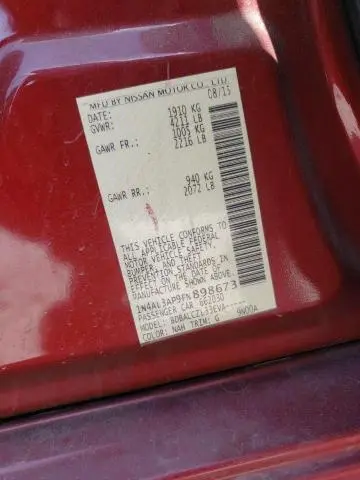 MFD BY NISSAN MOTOR CO., LTD
DATE: 08/15
GVWR: 1910 KG
4211 LB
GAWR FR.: 1005 KG
2216 LB
GAWR RR.: 940 KG
2072 LB
THIS VEHICLE CONFORMS TO
ALL APPLICABLE FEDERAL
MOTOR VEHICLE SAFETY,
BUMPER, AND THEFT
PREVENTION STANDARDS IN
EFFECT ON THE DATE OF
MANUFACTURE SHOWN ABOVE.
1N4AL3AP9FN898673
PASSENGER CAR
MODEL:
COLOR: NAH TRIM: G 9N00A